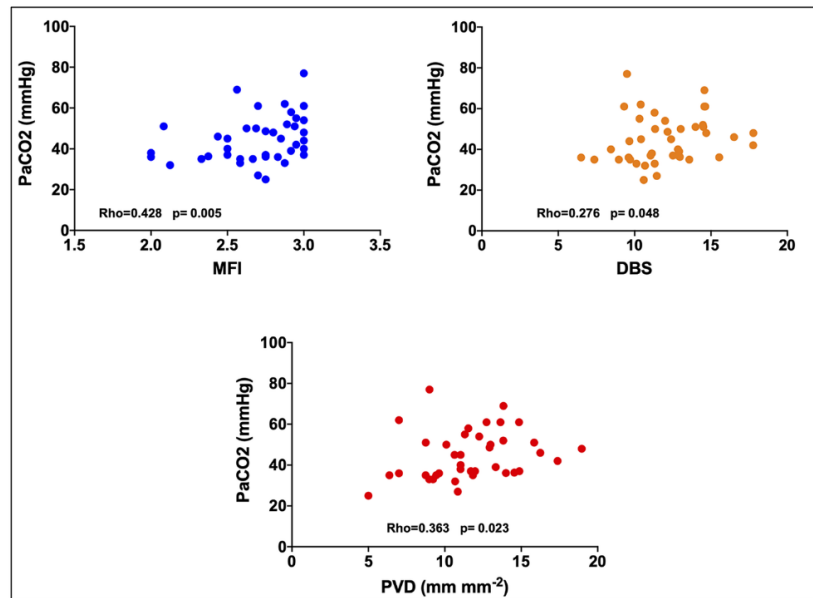 100
80
60
40
20
0
PaCO2 (mmHg)
Rho=0.428 p= 0.005
1.5 2.0 2.5 3.0 3.5
MFI
100
80
60
40
20
0
PaCO2 (mmHg)
Rho=0.276 p= 0.048
0 5 10 15 20
DBS
100
80
60
40
20
0
PaCO2 (mmHg)
Rho=0.363 p= 0.023
0 5 10 15 20
PVD (mm mm⁻²)